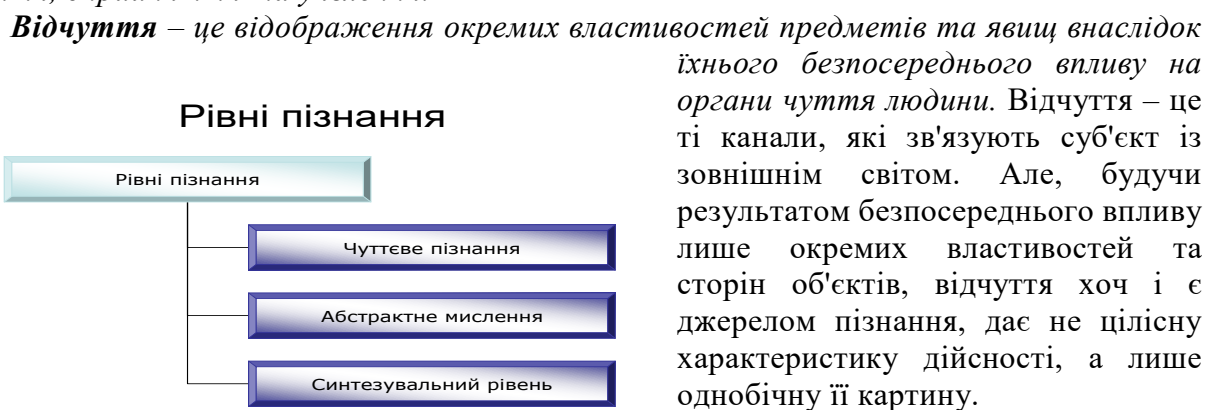 Відчуття – це відображення окремих властивостей предметів та явищ внаслідок
їхнього безпосереднього впливу на
органи чуття людини. Відчуття – це
ті канали, які зв'язують суб'єкт із
зовнішнім світом. Але, будучи
результатом безпосереднього впливу
лише окремих властивостей та
сторін об'єктів, відчуття хоч і є
джерелом пізнання, дає не цілісну
характеристику дійсності, а лише
однобічну її картину.
Рівні пізнання
Рівні пізнання
Чуттєве пізнання
Абстрактне мислення
Синтезувальний рівень